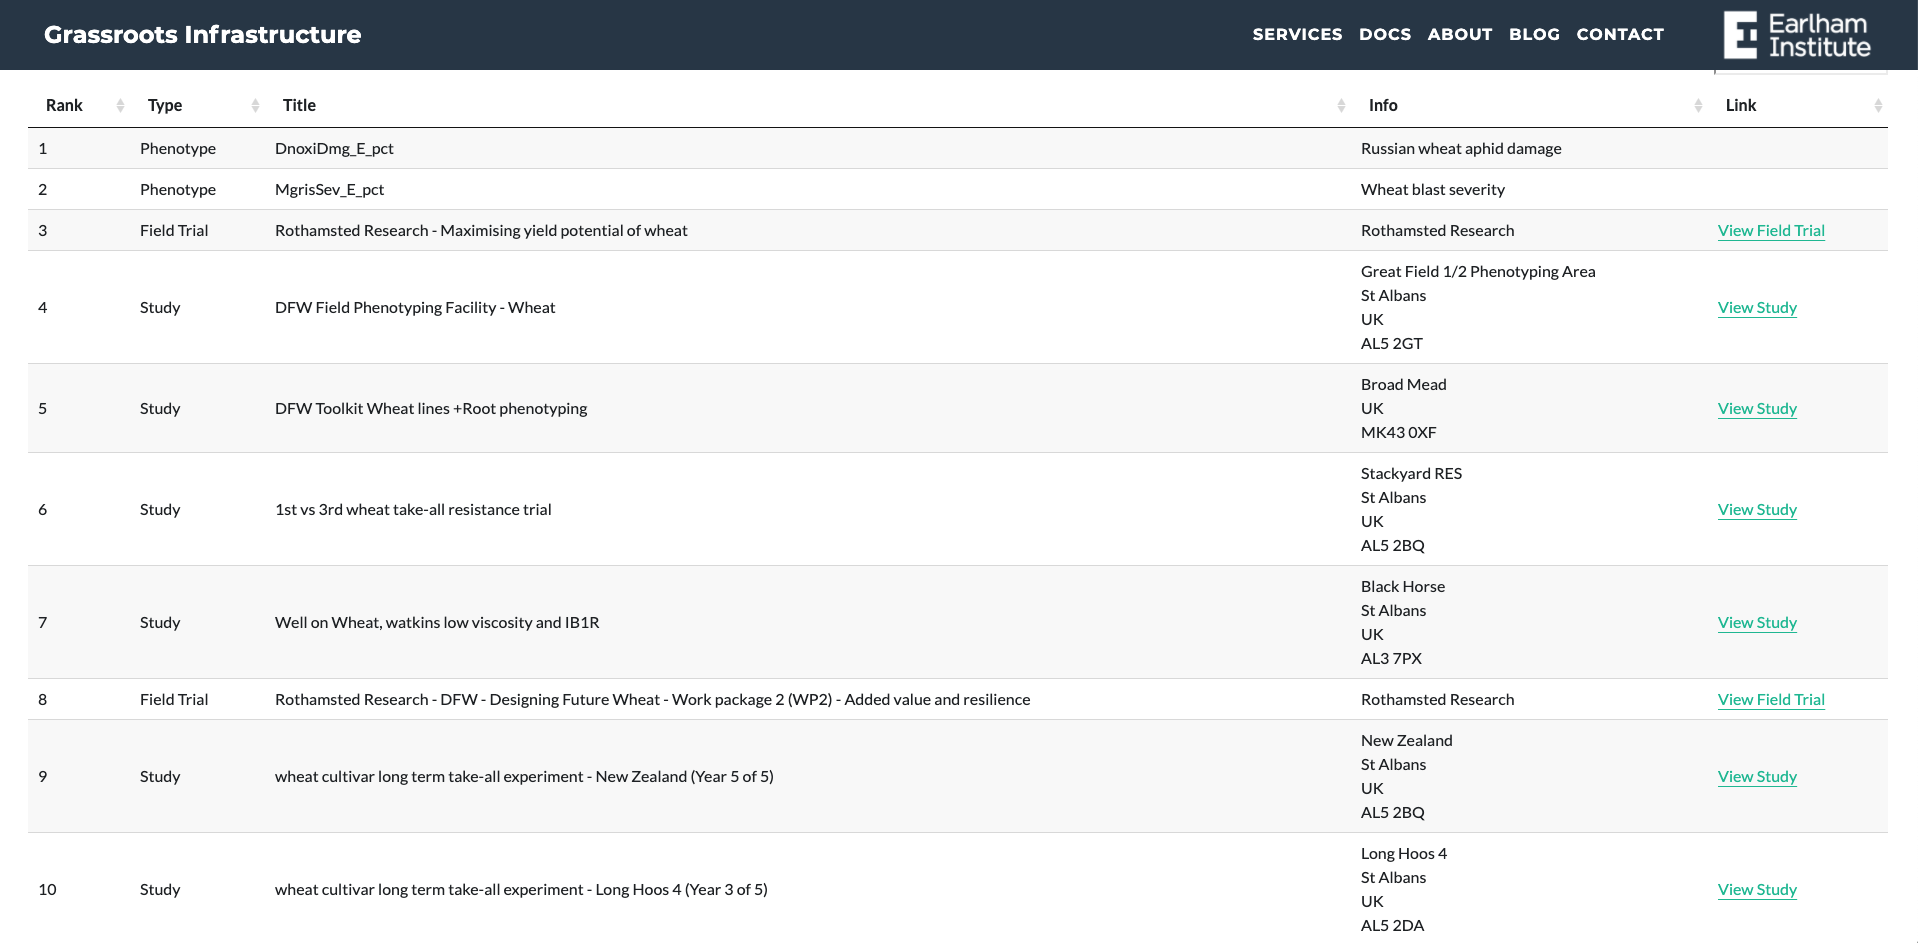 Grassroots Infrastructure
SERVICES DOCS ABOUT BLOG CONTACT
Earlham
Institute
Rank Type Title Info Link
1 Phenotype DnoxiDmg_E_pct Russian wheat aphid damage
2 Phenotype MgrisSev_E_pct Wheat blast severity
3 Field Trial Rothamsted Research - Maximising yield potential of wheat Rothamsted Research View Field Trial
4 Study DFW Field Phenotyping Facility - Wheat Great Field 1/2 Phenotyping Area
St Albans
UK
AL5 2GT
View Study
5 Study DFW Toolkit Wheat lines +Root phenotyping Broad Mead
UK
MK43 0XF
View Study
6 Study 1st vs 3rd wheat take-all resistance trial Stackyard RES
St Albans
UK
AL5 2BQ
View Study
7 Study Well on Wheat, watkins low viscosity and IB1R Black Horse
St Albans
UK
AL3 7PX
View Study
8 Field Trial Rothamsted Research - DFW - Designing Future Wheat - Work package 2 (WP2) - Added value and resilience Rothamsted Research View Field Trial
9 Study wheat cultivar long term take-all experiment - New Zealand (Year 5 of 5) New Zealand
St Albans
UK
AL5 2BQ
View Study
10 Study wheat cultivar long term take-all experiment - Long Hoos 4 (Year 3 of 5) Long Hoos 4
St Albans
UK
AL5 2DA
View Study